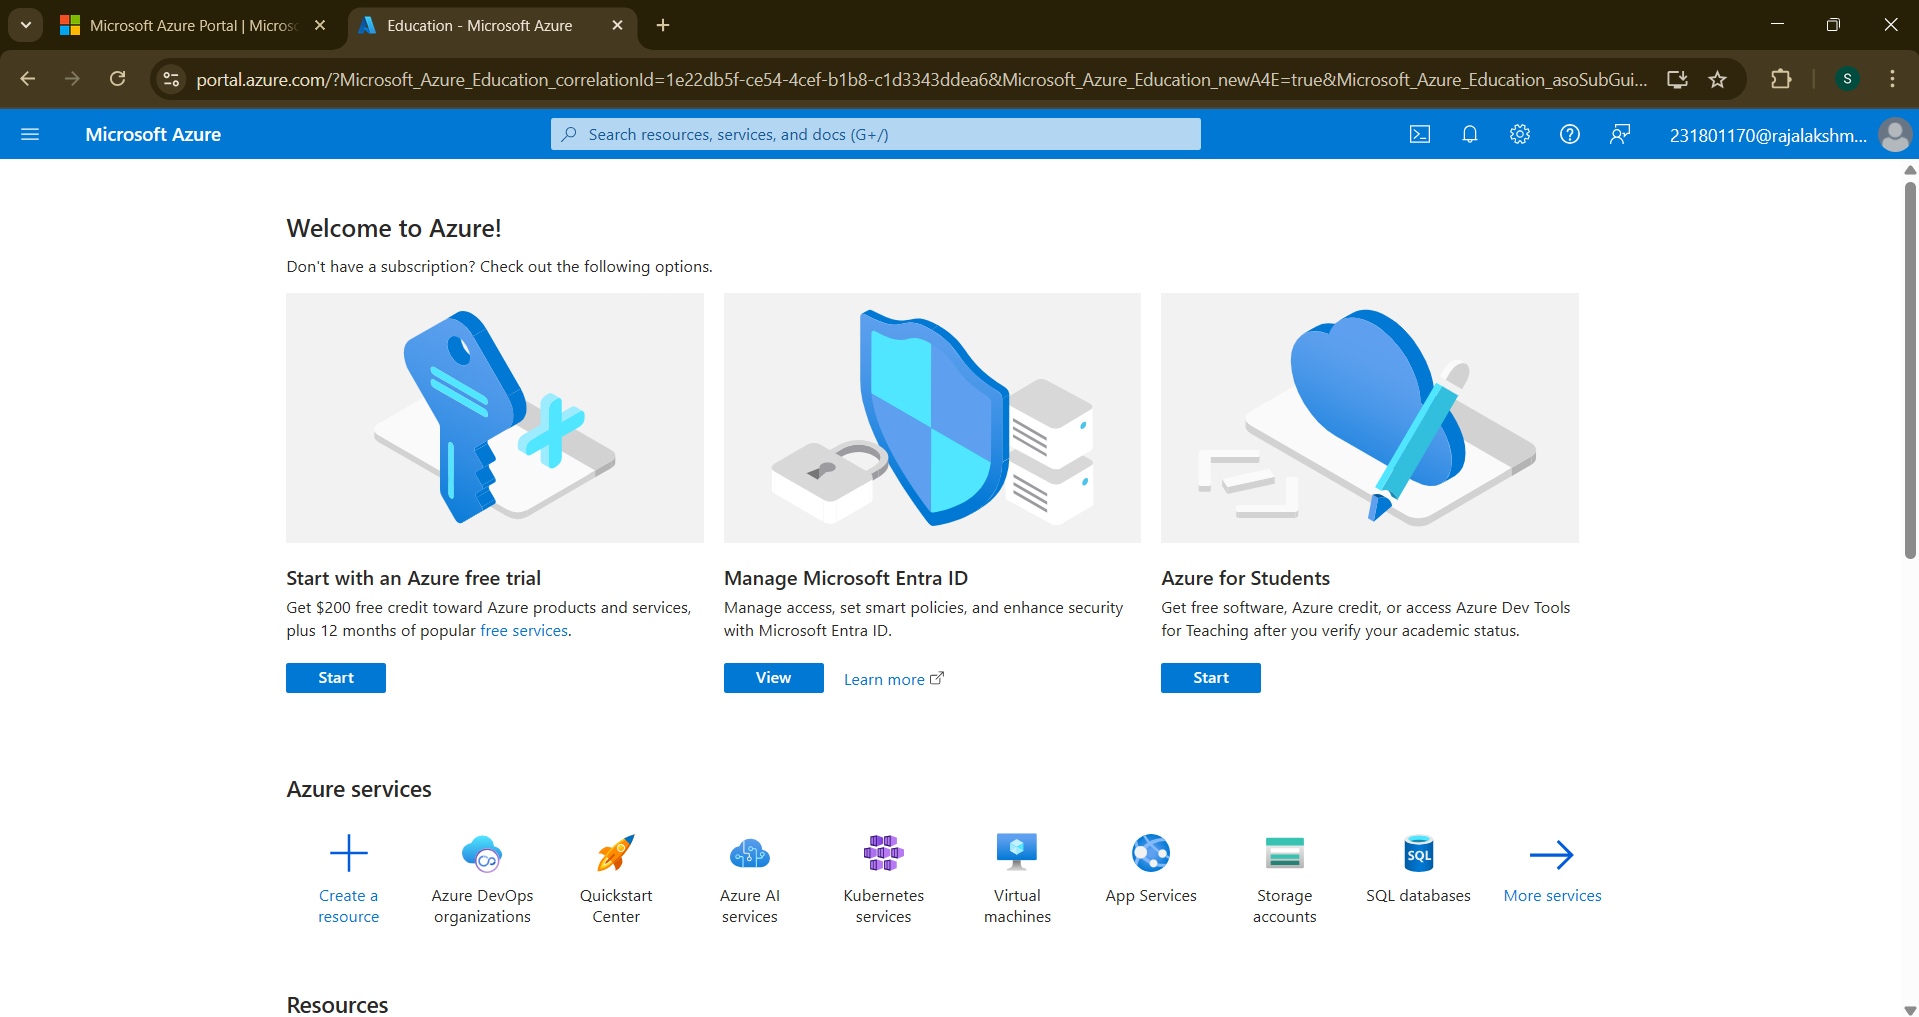 Microsoft Azure Portal | Micros
Education - Microsoft Azure
portal.azure.com/?Microsoft_Azure_Education_correlationId=1e22db5f-ce54-4cef-b1b8-c1d3343ddea6&Microsoft_Azure_Education_newA4E=true&Microsoft_Azure_Education_asoSubGui...
S
Microsoft Azure
Search resources, services, and docs (G+/)
231801170@rajalakshm...
Welcome to Azure!
Don't have a subscription? Check out the following options.
Start with an Azure free trial
Get $200 free credit toward Azure products and services,
plus 12 months of popular free services.
Start
Manage Microsoft Entra ID
Manage access, set smart policies, and enhance security
with Microsoft Entra ID.
View
Learn more
Azure for Students
Get free software, Azure credit, or access Azure Dev Tools
for Teaching after you verify your academic status.
Start
Azure services
Create a
resource
Azure DevOps
organizations
Quickstart
Center
Azure AI
services
Kubernetes
services
Virtual
machines
App Services
Storage
accounts
SQL
SQL databases
More services
Resources